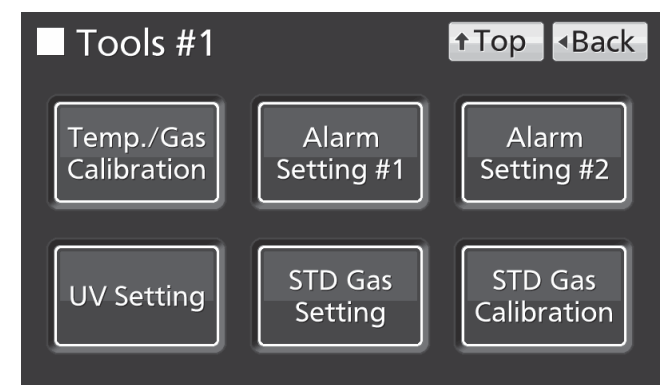 Tools #1
↑Top ◂Back
Temp./Gas
Calibration
Alarm
Setting #1
Alarm
Setting #2
UV Setting
STD Gas
Setting
STD Gas
Calibration